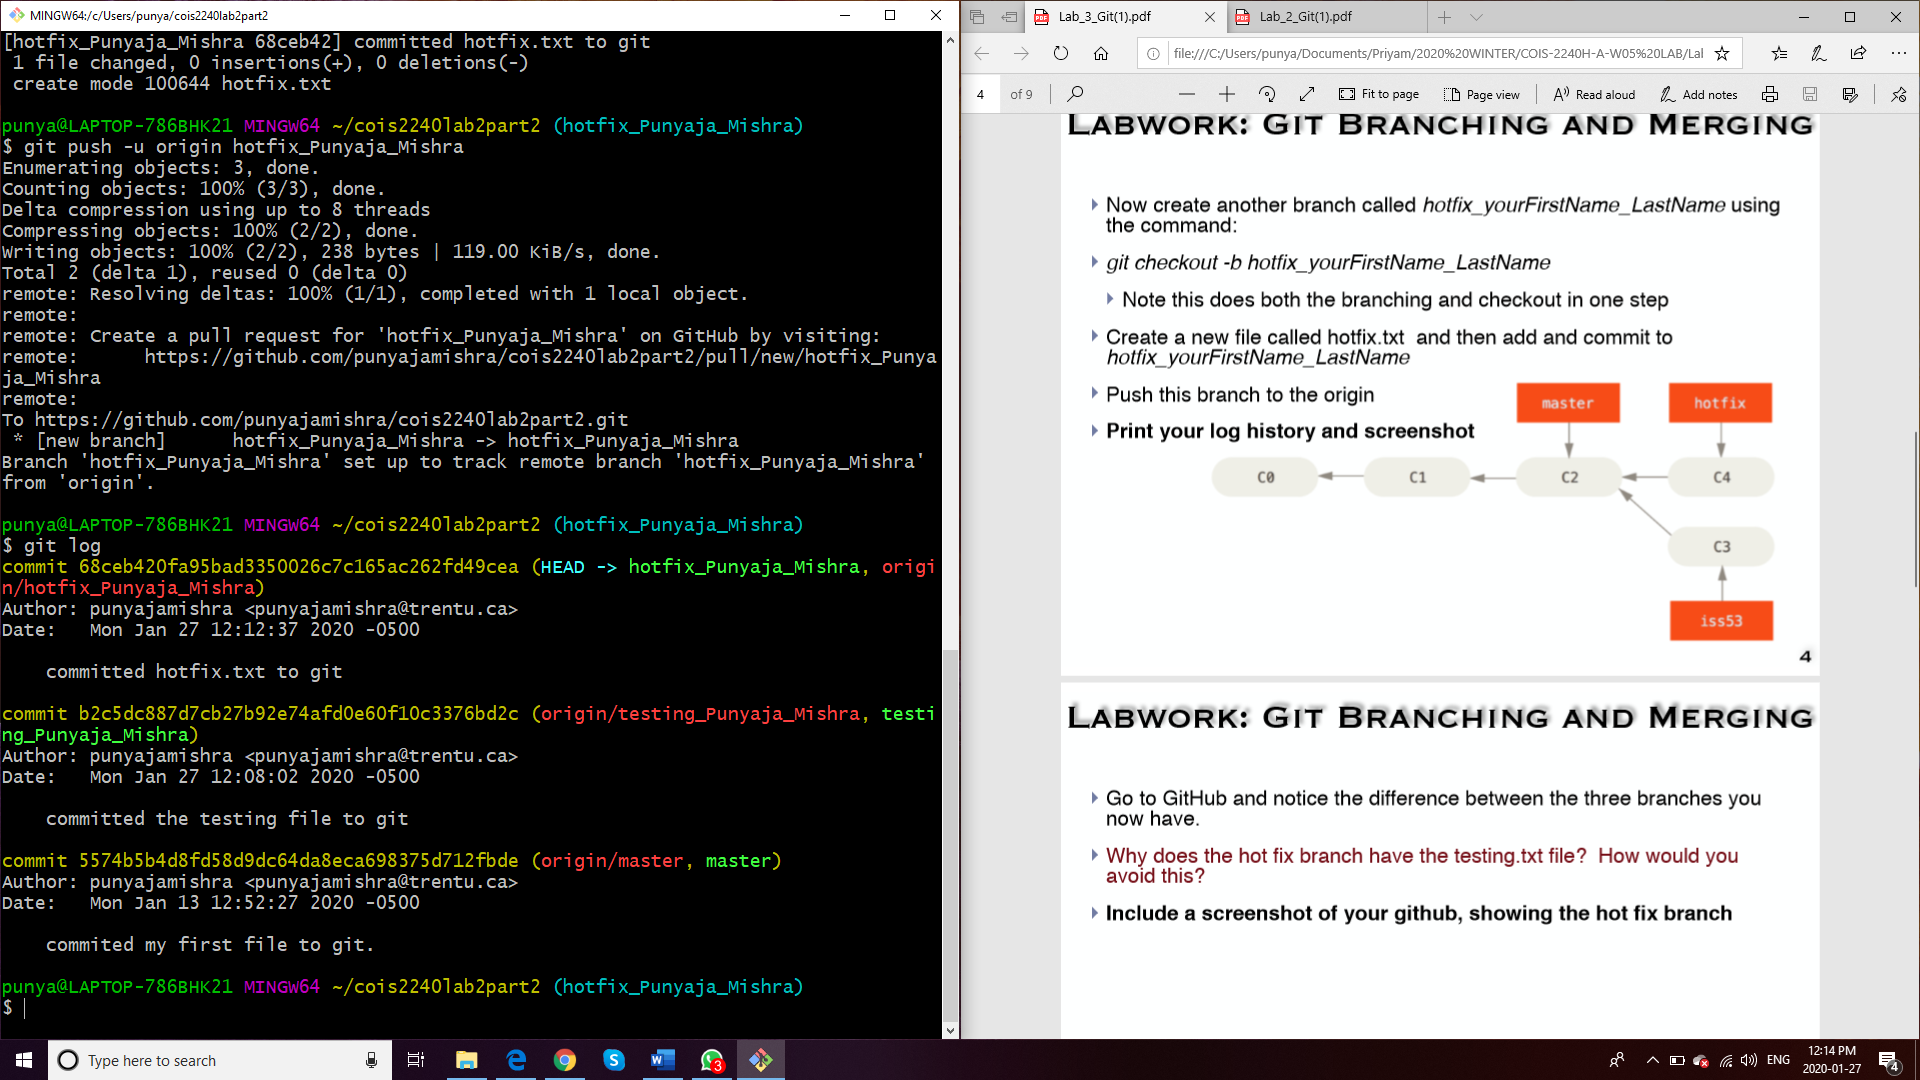 MINGW64:/c/Users/punya/cois2240lab2part2
[hotfix_Punyaja_Mishra 68ceb42] committed hotfix.txt to git
1 file changed, 0 insertions(+), 0 deletions(-)
create mode 100644 hotfix.txt
punya@LAPTOP-786BHK21 MINGW64 ~/cois2240lab2part2 (hotfix_Punyaja_Mishra)
$ git push -u origin hotfix_Punyaja_Mishra
Enumerating objects: 3, done.
Counting objects: 100% (3/3), done.
Delta compression using up to 8 threads
Compressing objects: 100% (2/2), done.
Writing objects: 100% (2/2), 238 bytes | 119.00 KiB/s, done.
Total 2 (delta 1), reused 0 (delta 0)
remote: Resolving deltas: 100% (1/1), completed with 1 local object.
remote:
remote: Create a pull request for 'hotfix_Punyaja_Mishra' on GitHub by visiting:
remote:      https://github.com/punyajamishra/cois2240lab2part2/pull/new/hotfix_Punya
ja_Mishra
remote:
To https://github.com/punyajamishra/cois2240lab2part2.git
* [new branch]      hotfix_Punyaja_Mishra -> hotfix_Punyaja_Mishra
Branch 'hotfix_Punyaja_Mishra' set up to track remote branch 'hotfix_Punyaja_Mishra'
from 'origin'.
punya@LAPTOP-786BHK21 MINGW64 ~/cois2240lab2part2 (hotfix_Punyaja_Mishra)
$ git log
commit 68ceb420fa95bad3350026c7c165ac262fd49cea (HEAD -> hotfix_Punyaja_Mishra, origi
n/hotfix_Punyaja_Mishra)
Author: punyajamishra <punyajamishra@trentu.ca>
Date:   Mon Jan 27 12:12:37 2020 -0500
committed hotfix.txt to git
commit b2c5dc887d7cb27b92e74afd0e60f10c3376bd2c (origin/testing_Punyaja_Mishra, testi
ng_Punyaja_Mishra)
Author: punyajamishra <punyajamishra@trentu.ca>
Date:   Mon Jan 27 12:08:02 2020 -0500
committed the testing file to git
commit 5574b5b4d8fd58d9dc64da8eca698375d712fbde (origin/master, master)
Author: punyajamishra <punyajamishra@trentu.ca>
Date:   Mon Jan 13 12:52:27 2020 -0500
commited my first file to git.
punya@LAPTOP-786BHK21 MINGW64 ~/cois2240lab2part2 (hotfix_Punyaja_Mishra)
$
Lab_3_Git(1).pdf
Lab_2_Git(1).pdf
file:///C:/Users/punya/Documents/Priyam/2020%20WINTER/COIS-2240H-A-W05%20LAB/Lal
4 of 9
Fit to page
Page view
Read aloud
Add notes
LABWORK: GIT BRANCHING AND MERGING
Now create another branch called hotfix_yourFirstName_LastName using
the command:
git checkout -b hotfix_yourFirstName_LastName
Note this does both the branching and checkout in one step
Create a new file called hotfix.txt and then add and commit to
hotfix_yourFirstName_LastName
Push this branch to the origin
Print your log history and screenshot
master
hotfix
C0
C1
C2
C4
C3
iss53
4
LABWORK: GIT BRANCHING AND MERGING
Go to GitHub and notice the difference between the three branches you
now have.
Why does the hot fix branch have the testing.txt file? How would you
avoid this?
Include a screenshot of your github, showing the hot fix branch
Type here to search
3
ENG
12:14 PM
2020-01-27
4